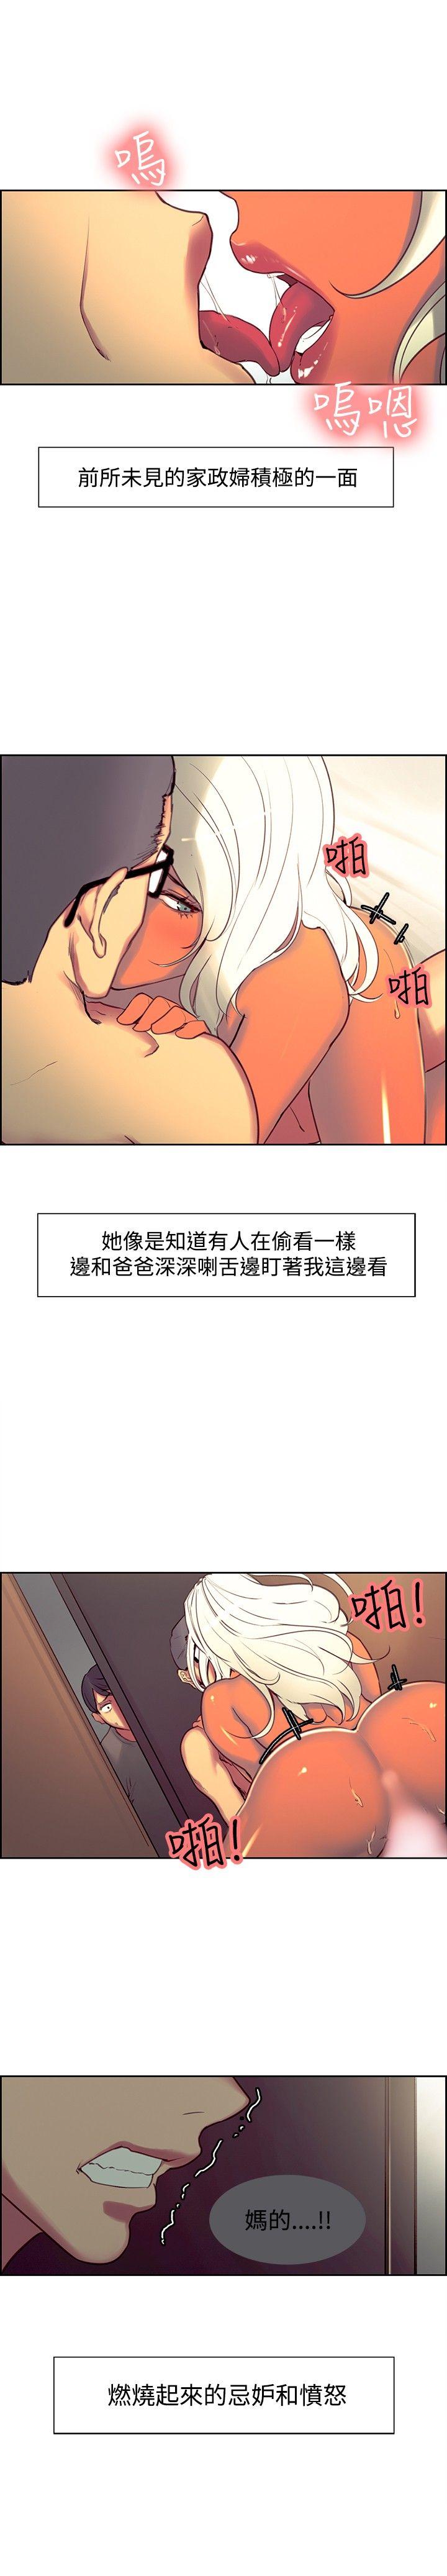 嗚
嗚嗯
前所未見的家政婦積極的一面
啪
啪
她像是知道有人在偷看一樣
邊和爸爸深深喇舌邊盯著我這邊看
啪!
啪!
媽的....!!
燃燒起來的忌妒和憤怒